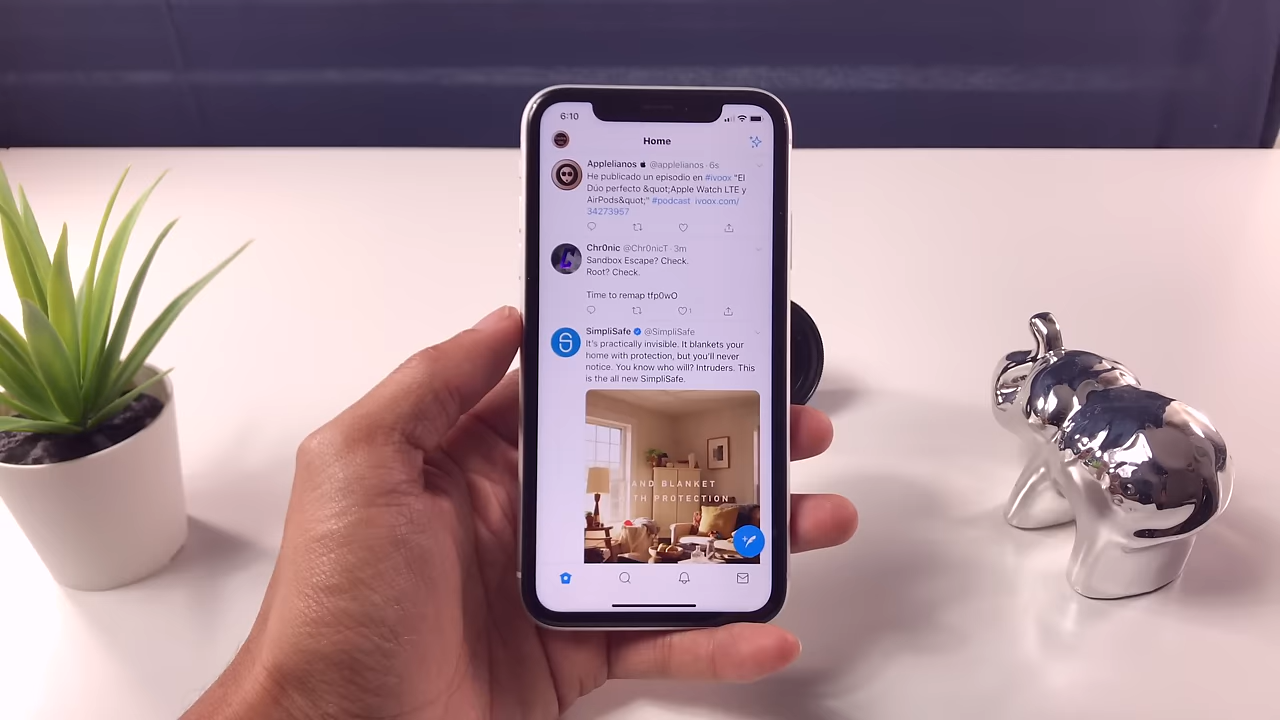 6:10
Home
Applelianos @applelianos · 6s
He publicado un episodio en #ivoox "El
Dúo perfecto &quot;Apple Watch LTE y
AirPods&quot;" #podcast ivoox.com/
34273957
Chr0nic @Chr0nicT · 3m
Sandbox Escape? Check.
Root? Check.
Time to remap tfp0wO
1
SimpliSafe @SimpliSafe
It's practically invisible. It blankets your
home with protection, but you'll never
notice. You know who will? Intruders. This
is the all new SimpliSafe.
AND BLANKET
TH PROTECTION